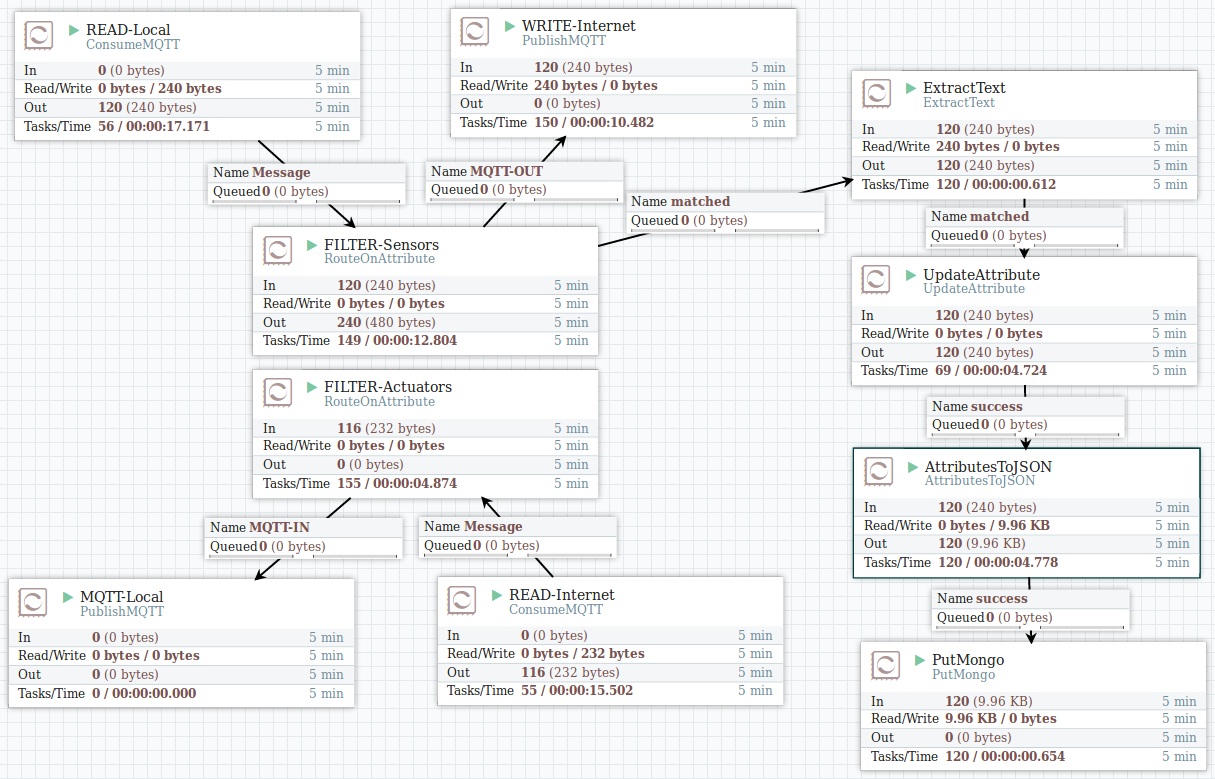 READ-Local
ConsumeMQTT
In 0 (0 bytes) 5 min
Read/Write 0 bytes / 240 bytes 5 min
Out 120 (240 bytes) 5 min
Tasks/Time 56 / 00:00:17.171 5 min
WRITE-Internet
PublishMQTT
In 120 (240 bytes) 5 min
Read/Write 240 bytes / 0 bytes 5 min
Out 0 (0 bytes) 5 min
Tasks/Time 150 / 00:00:10.482 5 min
ExtractText
ExtractText
In 120 (240 bytes) 5 min
Read/Write 240 bytes / 0 bytes 5 min
Out 120 (240 bytes) 5 min
Tasks/Time 120 / 00:00:00.612 5 min
Name Message
Queued 0 (0 bytes)
Name MQTT-OUT
Queued 0 (0 bytes)
Name matched
Queued 0 (0 bytes)
Name matched
Queued 0 (0 bytes)
FILTER-Sensors
RouteOnAttribute
In 120 (240 bytes) 5 min
Read/Write 0 bytes / 0 bytes 5 min
Out 240 (480 bytes) 5 min
Tasks/Time 149 / 00:00:12.804 5 min
UpdateAttribute
UpdateAttribute
In 120 (240 bytes) 5 min
Read/Write 0 bytes / 0 bytes 5 min
Out 120 (240 bytes) 5 min
Tasks/Time 69 / 00:00:04.724 5 min
FILTER-Actuators
RouteOnAttribute
In 116 (232 bytes) 5 min
Read/Write 0 bytes / 0 bytes 5 min
Out 0 (0 bytes) 5 min
Tasks/Time 155 / 00:00:04.874 5 min
Name success
Queued 0 (0 bytes)
AttributesToJSON
AttributesToJSON
In 120 (240 bytes) 5 min
Read/Write 0 bytes / 9.96 KB 5 min
Out 120 (9.96 KB) 5 min
Tasks/Time 120 / 00:00:04.778 5 min
Name MQTT-IN
Queued 0 (0 bytes)
Name Message
Queued 0 (0 bytes)
MQTT-Local
PublishMQTT
In 0 (0 bytes) 5 min
Read/Write 0 bytes / 0 bytes 5 min
Out 0 (0 bytes) 5 min
Tasks/Time 0 / 00:00:00.000 5 min
READ-Internet
ConsumeMQTT
In 0 (0 bytes) 5 min
Read/Write 0 bytes / 232 bytes 5 min
Out 116 (232 bytes) 5 min
Tasks/Time 55 / 00:00:15.502 5 min
Name success
Queued 0 (0 bytes)
PutMongo
PutMongo
In 120 (9.96 KB) 5 min
Read/Write 9.96 KB / 0 bytes 5 min
Out 0 (0 bytes) 5 min
Tasks/Time 120 / 00:00:00.654 5 min